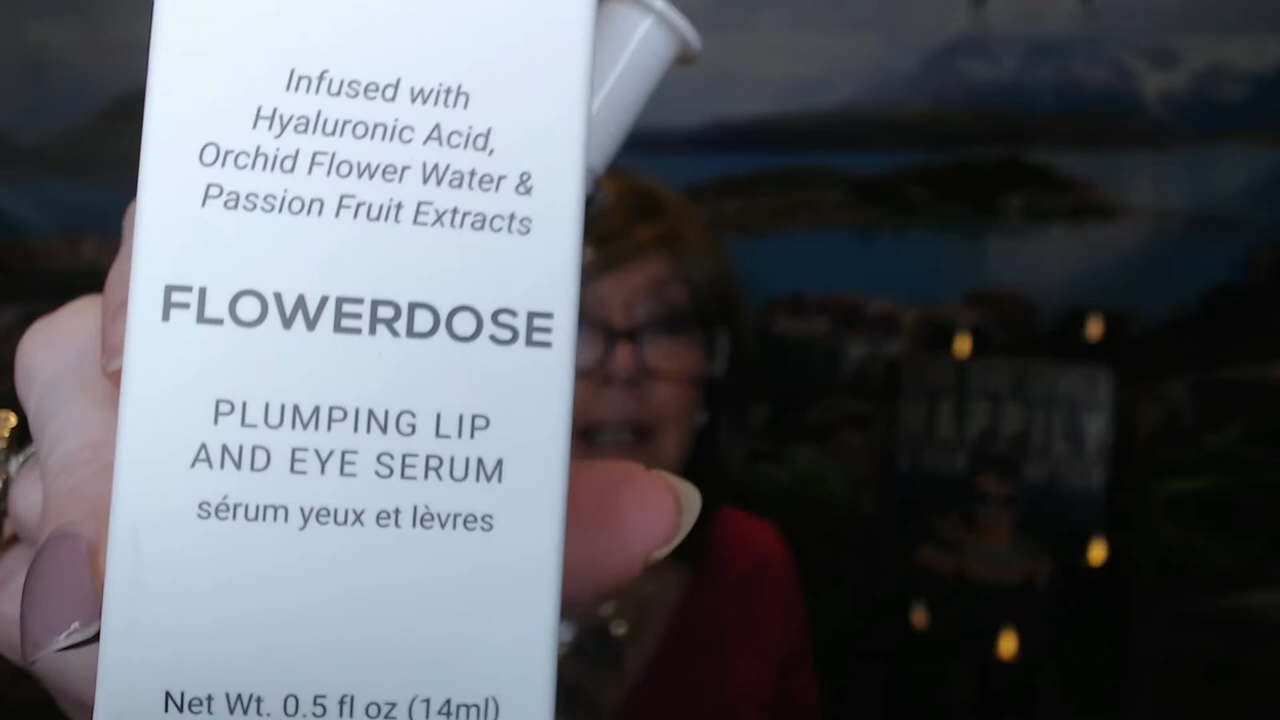 Infused with
Hyaluronic Acid,
Orchid Flower Water &
Passion Fruit Extracts
FLOWERDOSE
PLUMPING LIP
AND EYE SERUM
sérum yeux et lèvres
Net Wt. 0.5 fl oz (14ml)